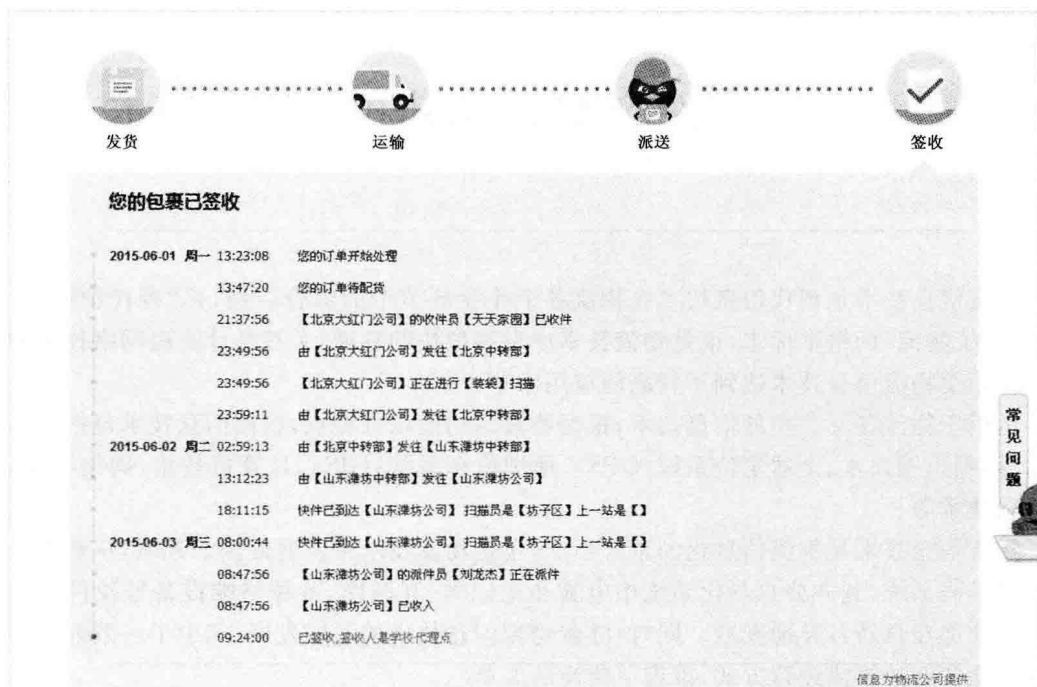 发货
运输
派送
签收
您的包裹已签收
2015-06-01 周一 13:23:08 您的订单开始处理
13:47:20 您的订单待配货
21:37:56 【北京大红门公司】的收件员【天天家园】已收件
23:49:56 由【北京大红门公司】发往【北京中转部】
23:49:56 【北京大红门公司】正在进行【装袋】扫描
23:59:11 由【北京大红门公司】发往【北京中转部】
2015-06-02 周二 02:59:13 由【北京中转部】发往【山东潍坊中转部】
13:12:23 由【山东潍坊中转部】发往【山东潍坊公司】
18:11:15 快件已到达【山东潍坊公司】 扫描员是【坊子区】上一站是【】
2015-06-03 周三 08:00:44 快件已到达【山东潍坊公司】 扫描员是【坊子区】上一站是【】
08:47:56 【山东潍坊公司】的派件员【刘龙杰】正在派件
08:47:56 【山东潍坊公司】已收入
09:24:00 已签收,签收人是学校代理点
信息为物流公司提供
常见问题